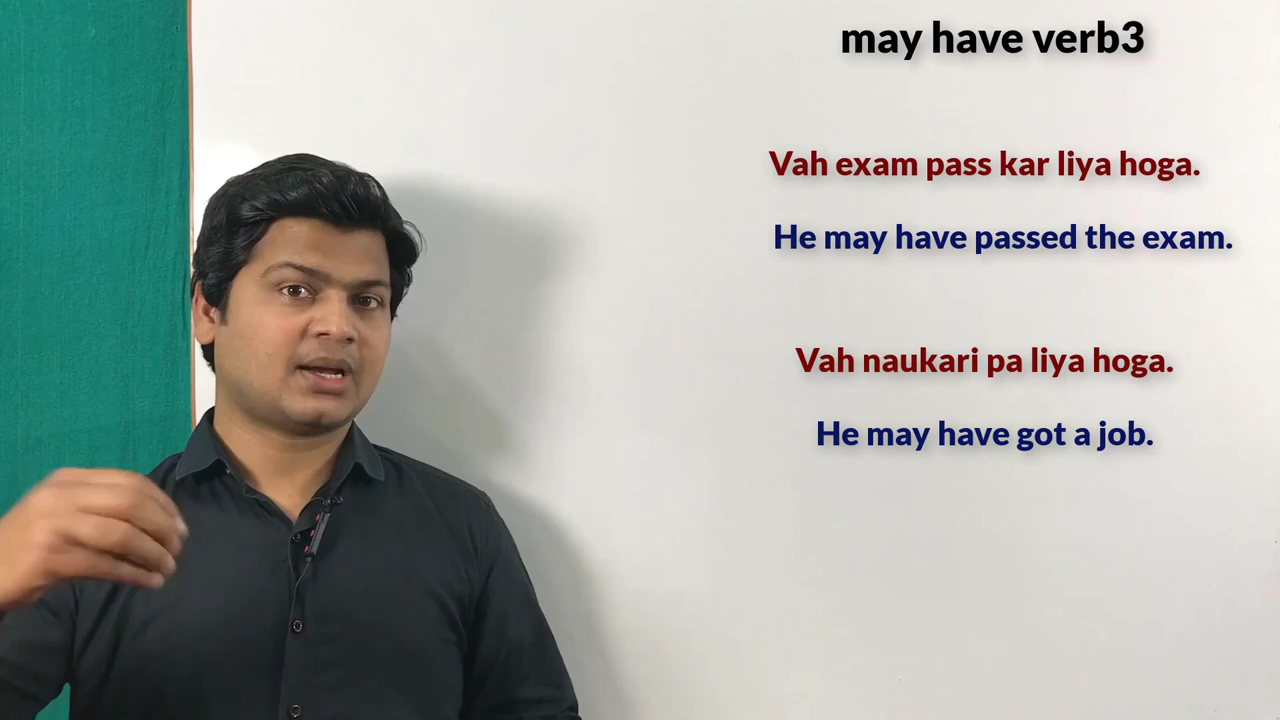 may have verb3
Vah exam pass kar liya hoga.
He may have passed the exam.
Vah naukari pa liya hoga.
He may have got a job.